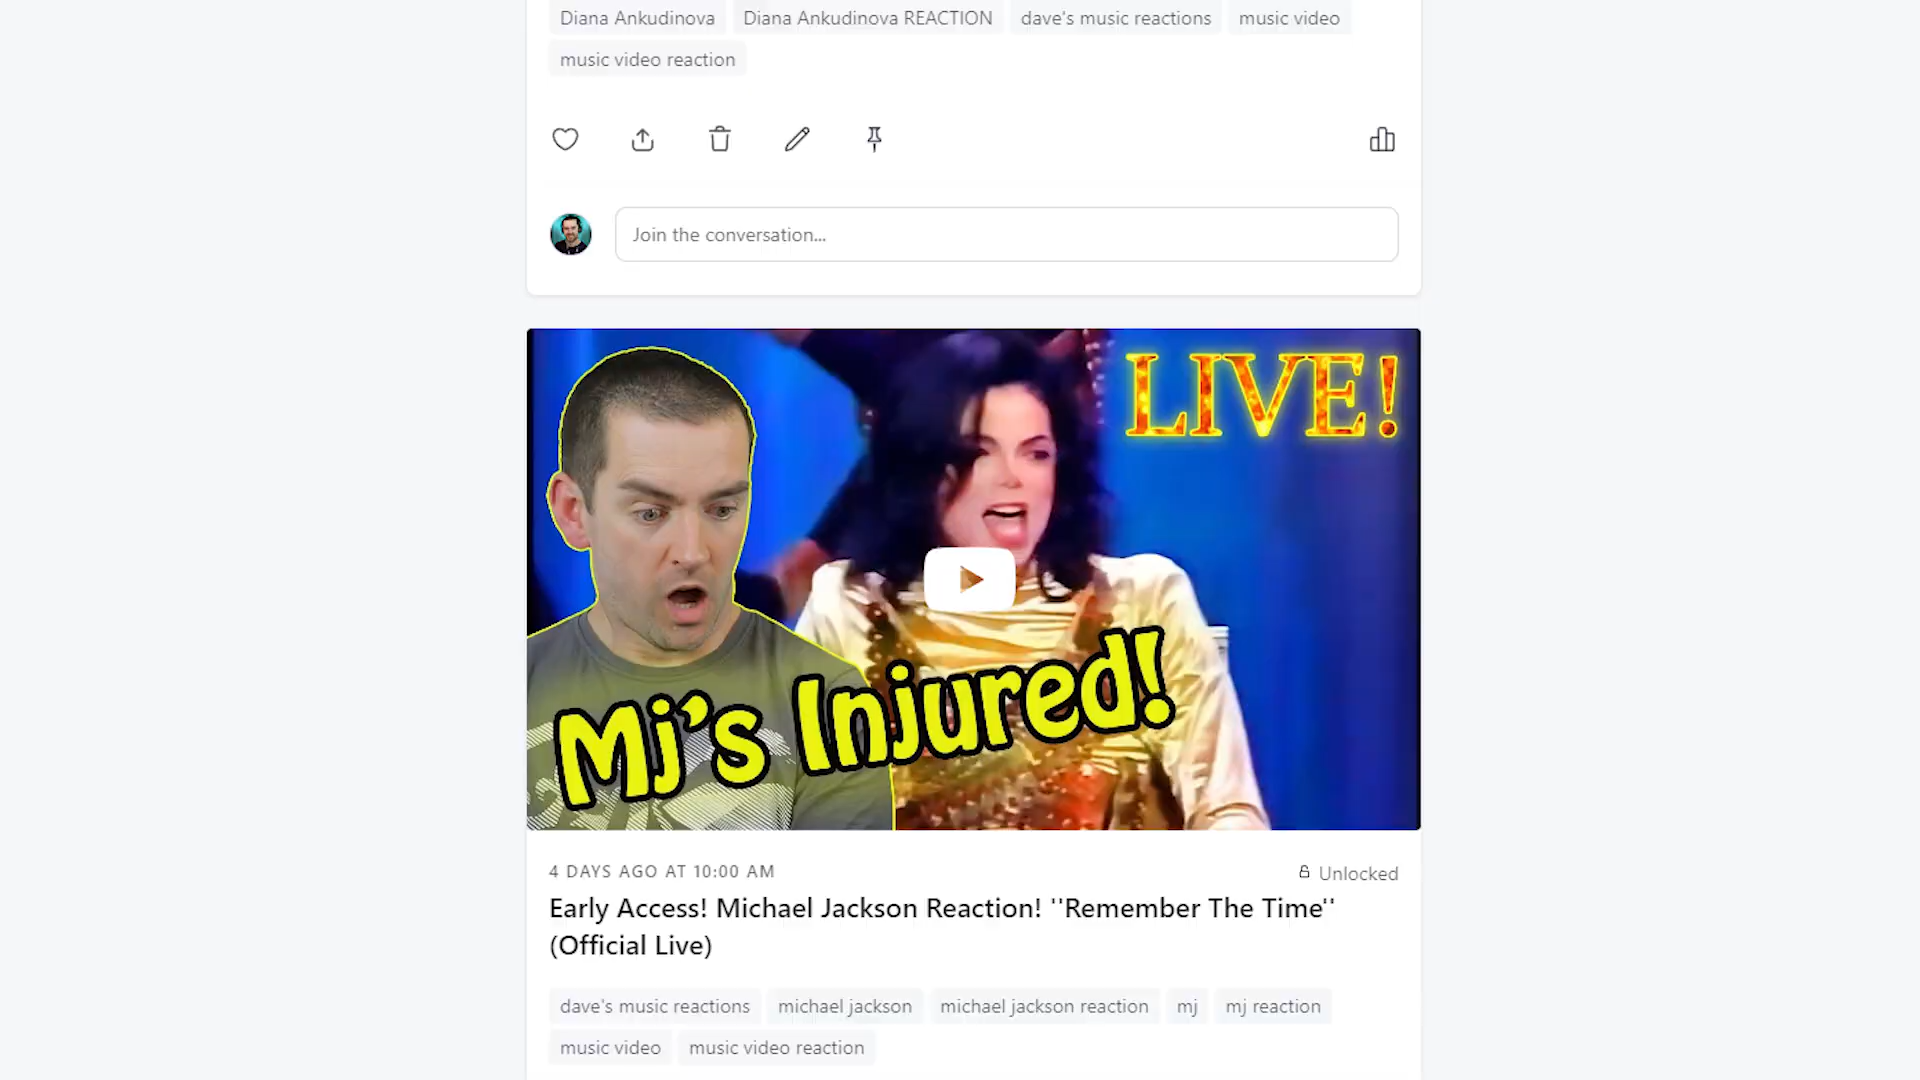 Diana Ankudinova Diana Ankudinova REACTION dave's music reactions music video
music video reaction
Join the conversation...
LIVE!
Mj's Injured!
4 DAYS AGO AT 10:00 AM Unlocked
Early Access! Michael Jackson Reaction! ''Remember The Time''
(Official Live)
dave's music reactions michael jackson michael jackson reaction mj mj reaction
music video music video reaction